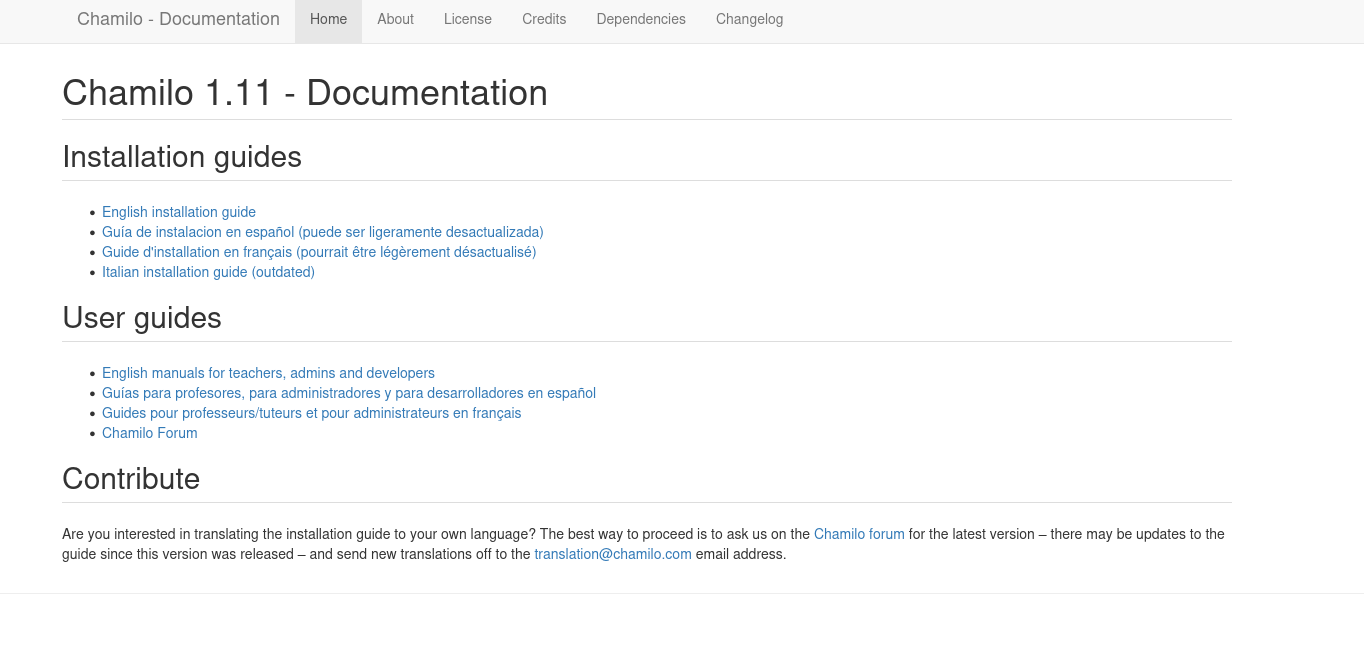 Chamilo - Documentation Home About License Credits Dependencies Changelog
Chamilo 1.11 - Documentation
Installation guides
English installation guide
Guía de instalacion en español (puede ser ligeramente desactualizada)
Guide d'installation en français (pourrait être légèrement désactualisé)
Italian installation guide (outdated)
User guides
English manuals for teachers, admins and developers
Guías para profesores, para administradores y para desarrolladores en español
Guides pour professeurs/tuteurs et pour administrateurs en français
Chamilo Forum
Contribute
Are you interested in translating the installation guide to your own language? The best way to proceed is to ask us on the Chamilo forum for the latest version – there may be updates to the
guide since this version was released – and send new translations off to the translation@chamilo.com email address.